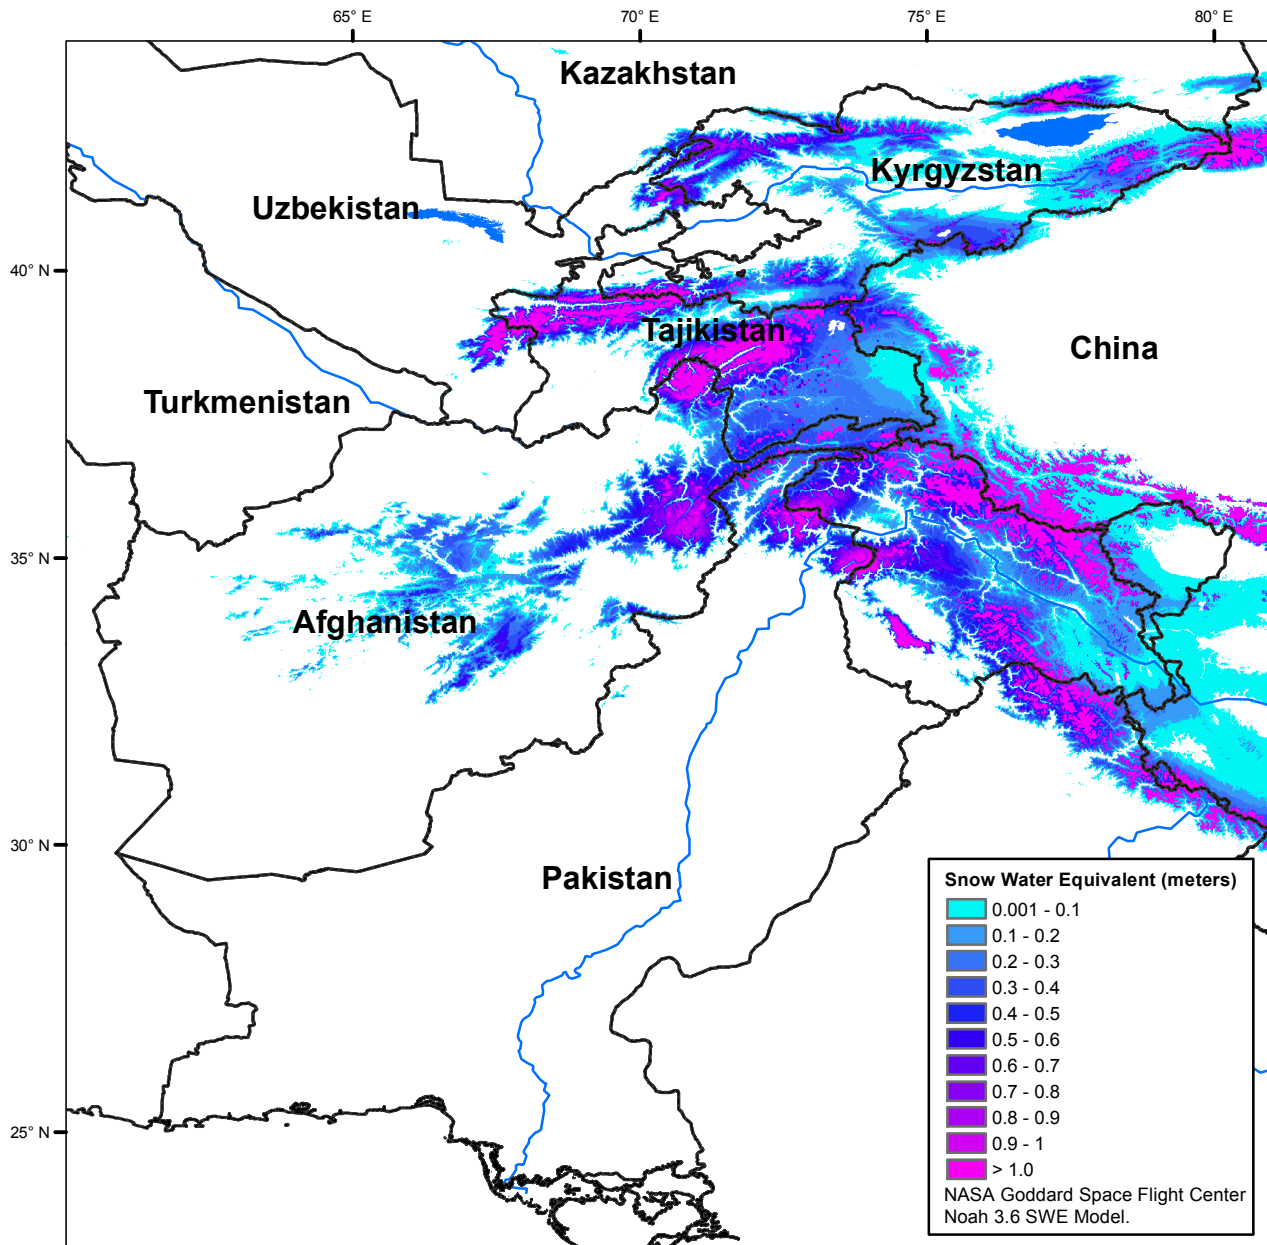 65° E
70° E
75° E
80° E
Kazakhstan
Kyrgyzstan
Uzbekistan
40° N
Tajikistan
China
Turkmenistan
35° N
Afghanistan
30° N
Pakistan
Snow Water Equivalent (meters)
0.001 - 0.1
0.1 - 0.2
0.2 - 0.3
0.3 - 0.4
0.4 - 0.5
0.5 - 0.6
0.6 - 0.7
0.7 - 0.8
0.8 - 0.9
0.9 - 1
> 1.0
NASA Goddard Space Flight Center
Noah 3.6 SWE Model.
25° N